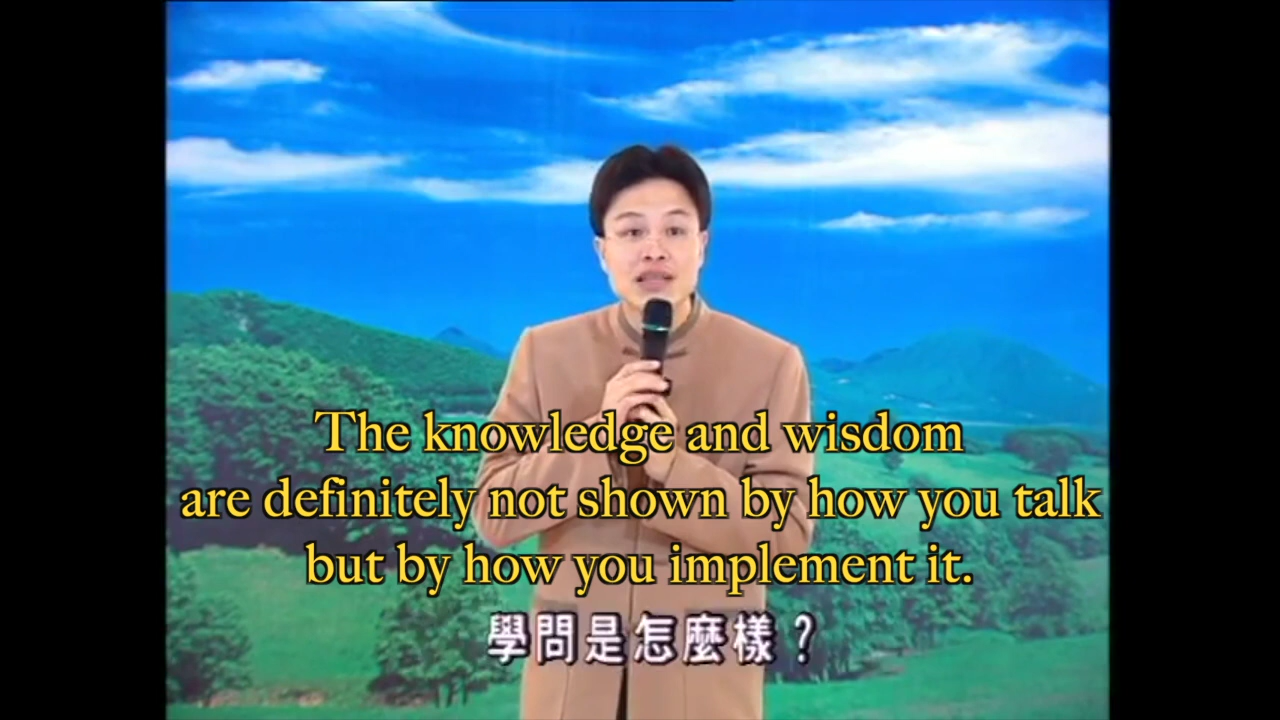 The knowledge and wisdom
are definitely not shown by how you talk
but by how you implement it.
學問是怎麼樣？